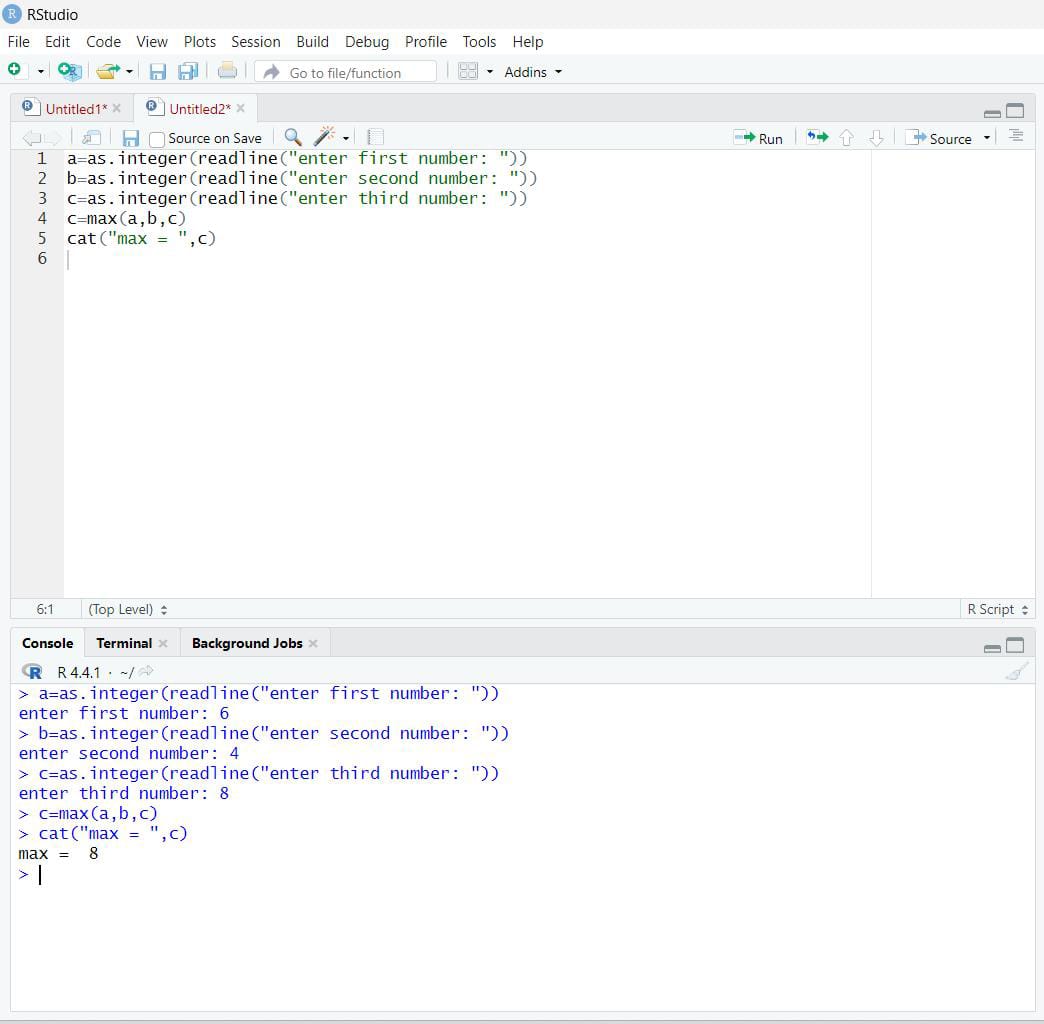 RStudio
File Edit Code View Plots Session Build Debug Profile Tools Help
Go to file/function Addins
Untitled1* Untitled2*
Source on Save Run Source
1 a=as.integer(readline("enter first number: "))
2 b=as.integer(readline("enter second number: "))
3 c=as.integer(readline("enter third number: "))
4 c=max(a,b,c)
5 cat("max = ",c)
6
6:1 (Top Level) R Script
Console Terminal Background Jobs
R R 4.4.1 · ~/
> a=as.integer(readline("enter first number: "))
enter first number: 6
> b=as.integer(readline("enter second number: "))
enter second number: 4
> c=as.integer(readline("enter third number: "))
enter third number: 8
> c=max(a,b,c)
> cat("max = ",c)
max =  8
>